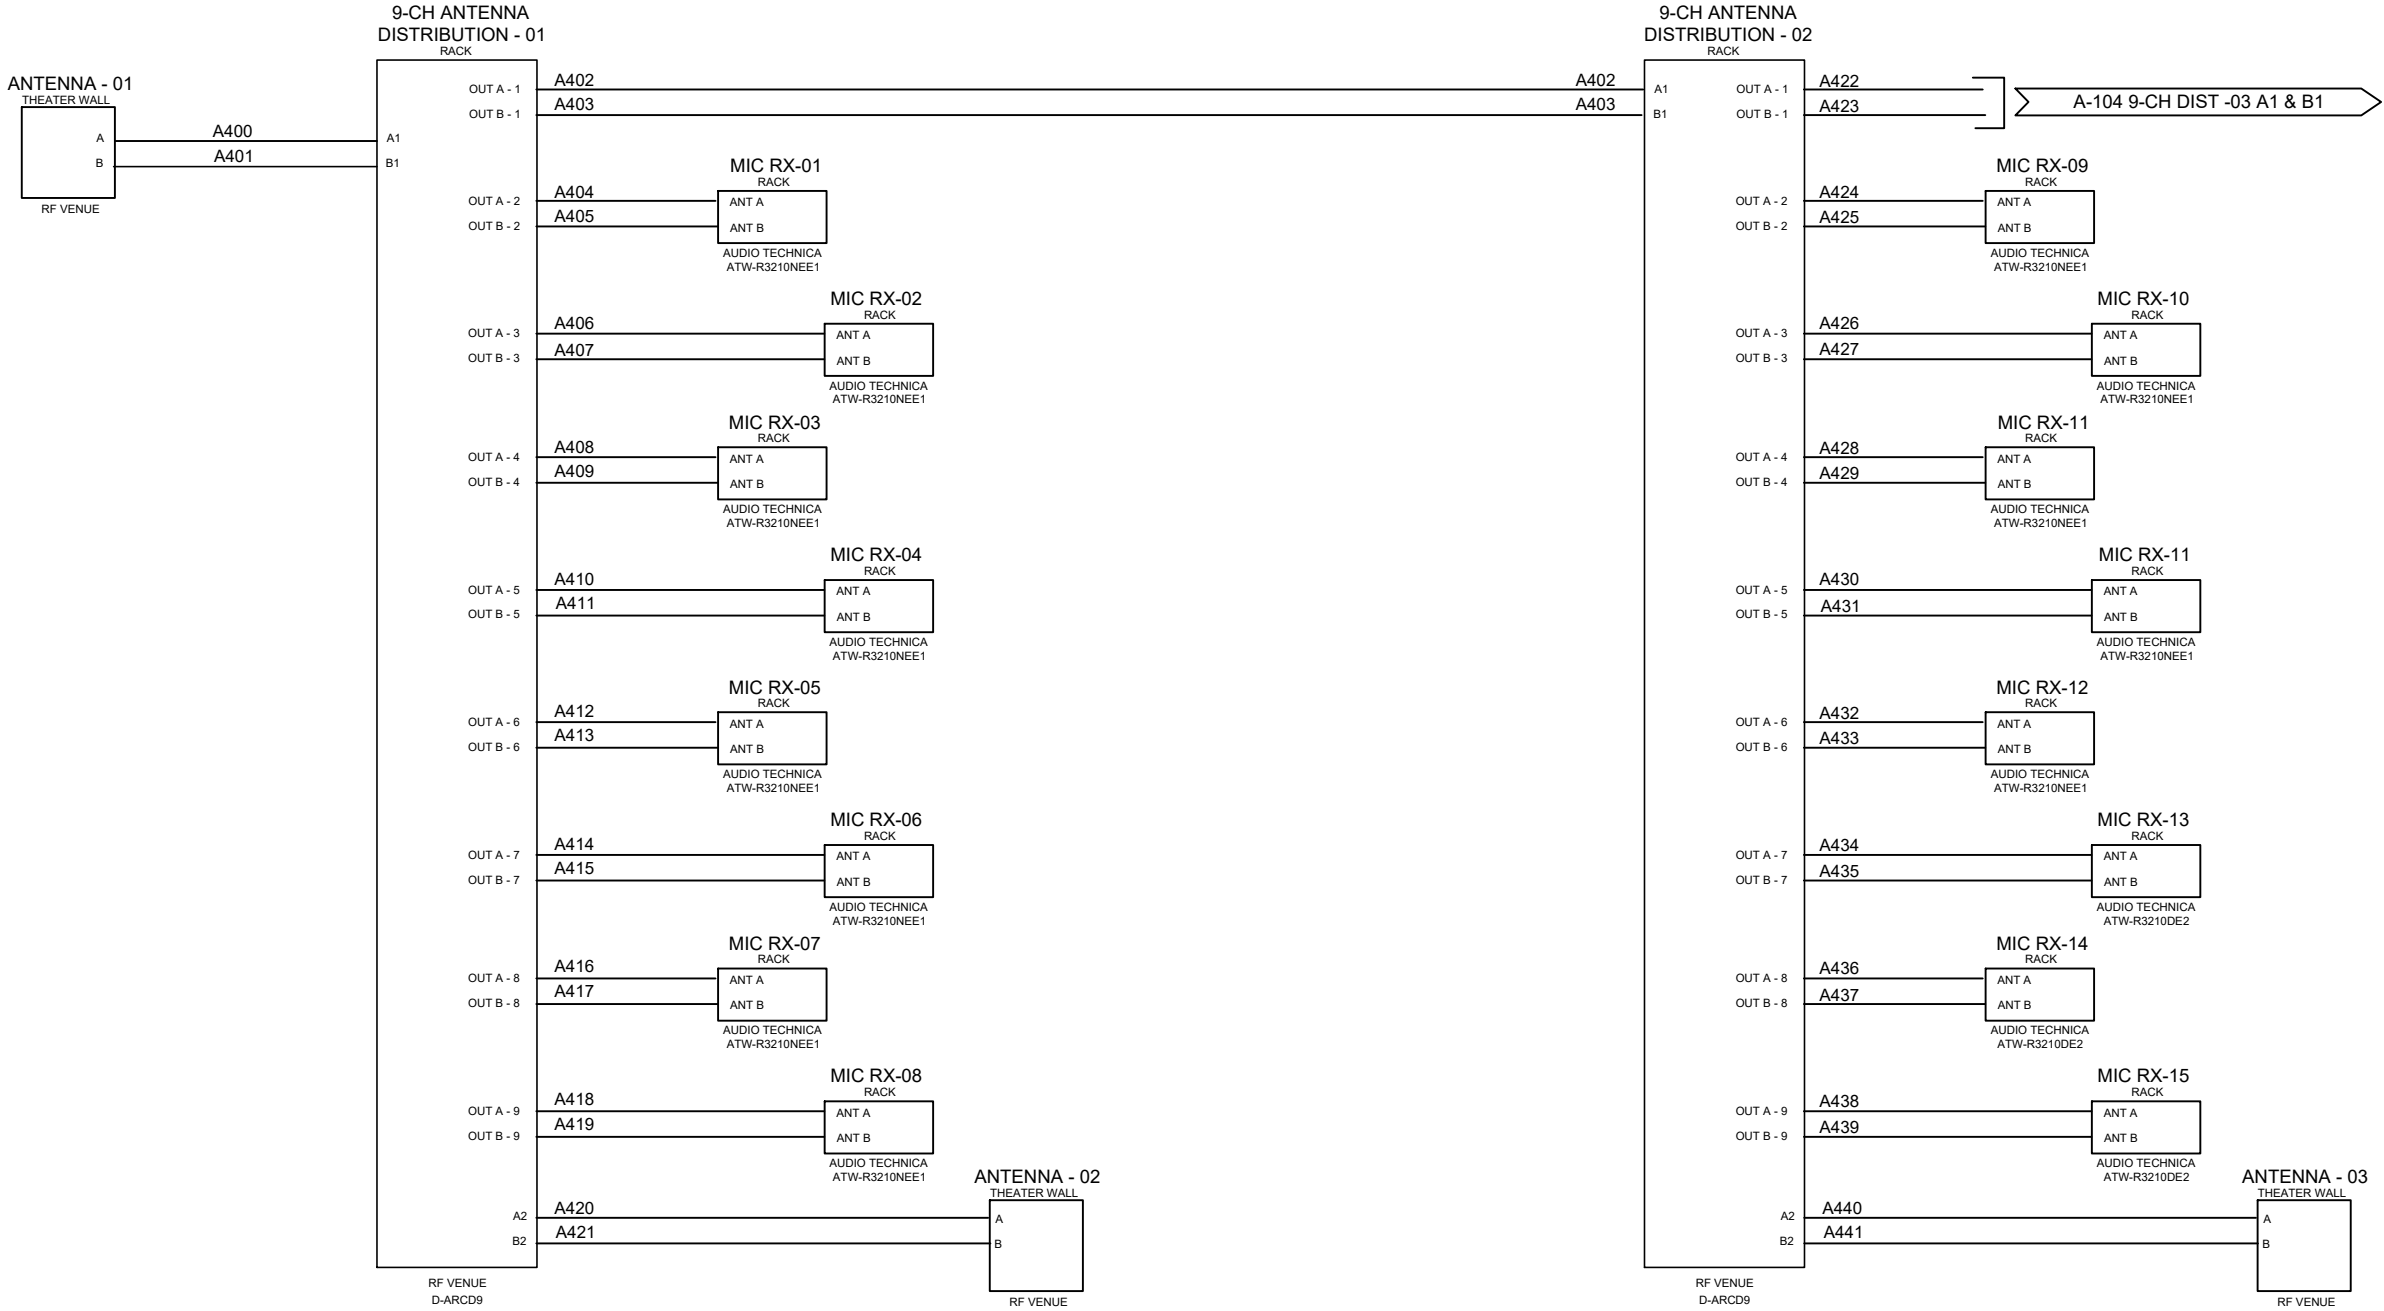 9-CH ANTENNA
DISTRIBUTION - 01
RACK
ANTENNA - 01
THEATER WALL
A
B
RF VENUE
A400
A401
A1
B1
OUT A - 1
OUT B - 1
A402
A403
OUT A - 2
OUT B - 2
A404
A405
MIC RX-01
RACK
ANT A
ANT B
AUDIO TECHNICA
ATW-R3210NEE1
OUT A - 3
OUT B - 3
A406
A407
MIC RX-02
RACK
ANT A
ANT B
AUDIO TECHNICA
ATW-R3210NEE1
OUT A - 4
OUT B - 4
A408
A409
MIC RX-03
RACK
ANT A
ANT B
AUDIO TECHNICA
ATW-R3210NEE1
OUT A - 5
OUT B - 5
A410
A411
MIC RX-04
RACK
ANT A
ANT B
AUDIO TECHNICA
ATW-R3210NEE1
OUT A - 6
OUT B - 6
A412
A413
MIC RX-05
RACK
ANT A
ANT B
AUDIO TECHNICA
ATW-R3210NEE1
OUT A - 7
OUT B - 7
A414
A415
MIC RX-06
RACK
ANT A
ANT B
AUDIO TECHNICA
ATW-R3210NEE1
OUT A - 8
OUT B - 8
A416
A417
MIC RX-07
RACK
ANT A
ANT B
AUDIO TECHNICA
ATW-R3210NEE1
OUT A - 9
OUT B - 9
A418
A419
MIC RX-08
RACK
ANT A
ANT B
AUDIO TECHNICA
ATW-R3210NEE1
A2
B2
A420
A421
ANTENNA - 02
THEATER WALL
A
B
RF VENUE
RF VENUE
D-ARCD9
9-CH ANTENNA
DISTRIBUTION - 02
RACK
A402
A403
A1
B1
OUT A - 1
OUT B - 1
A422
A423
A-104 9-CH DIST -03 A1 & B1
OUT A - 2
OUT B - 2
A424
A425
MIC RX-09
RACK
ANT A
ANT B
AUDIO TECHNICA
ATW-R3210NEE1
OUT A - 3
OUT B - 3
A426
A427
MIC RX-10
RACK
ANT A
ANT B
AUDIO TECHNICA
ATW-R3210NEE1
OUT A - 4
OUT B - 4
A428
A429
MIC RX-11
RACK
ANT A
ANT B
AUDIO TECHNICA
ATW-R3210NEE1
OUT A - 5
OUT B - 5
A430
A431
MIC RX-11
RACK
ANT A
ANT B
AUDIO TECHNICA
ATW-R3210NEE1
OUT A - 6
OUT B - 6
A432
A433
MIC RX-12
RACK
ANT A
ANT B
AUDIO TECHNICA
ATW-R3210NEE1
OUT A - 7
OUT B - 7
A434
A435
MIC RX-13
RACK
ANT A
ANT B
AUDIO TECHNICA
ATW-R3210DE2
OUT A - 8
OUT B - 8
A436
A437
MIC RX-14
RACK
ANT A
ANT B
AUDIO TECHNICA
ATW-R3210DE2
OUT A - 9
OUT B - 9
A438
A439
MIC RX-15
RACK
ANT A
ANT B
AUDIO TECHNICA
ATW-R3210DE2
A2
B2
A440
A441
ANTENNA - 03
THEATER WALL
A
B
RF VENUE
RF VENUE
D-ARCD9